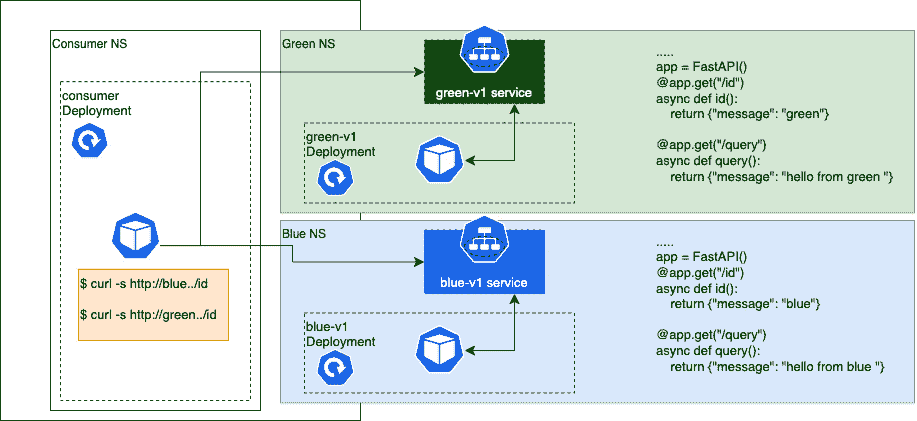 Consumer NS
consumer
Deployment
$ curl -s http://blue../id
$ curl -s http://green../id
Green NS
green-v1 service
green-v1
Deployment
.....
app = FastAPI()
@app.get("/id")
async def id():
return {"message": "green"}
@app.get("/query")
async def query():
return {"message": "hello from green "}
Blue NS
blue-v1 service
blue-v1
Deployment
.....
app = FastAPI()
@app.get("/id")
async def id():
return {"message": "blue"}
@app.get("/query")
async def query():
return {"message": "hello from blue "}